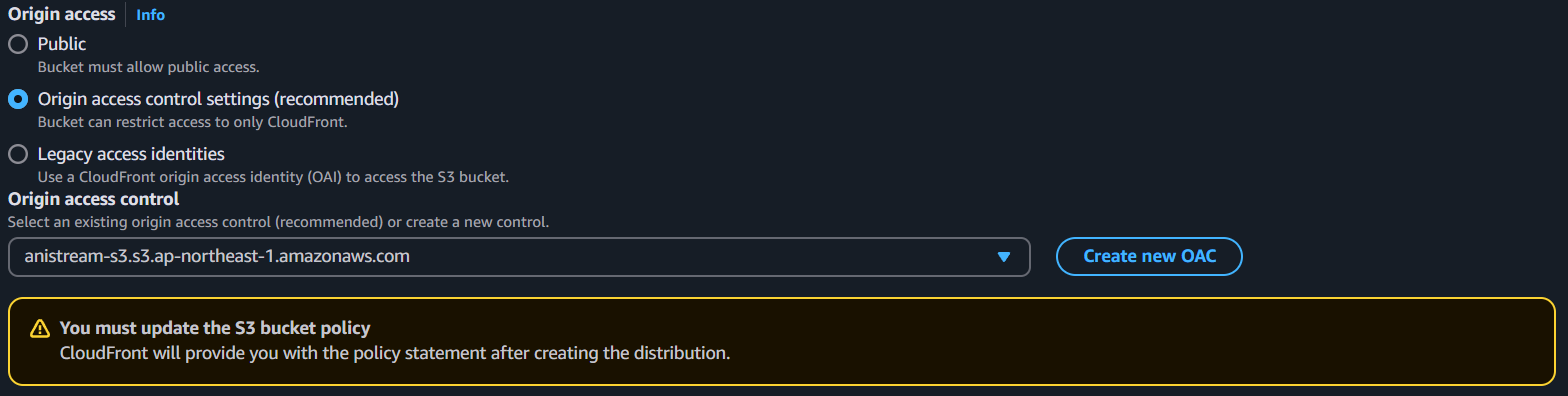 Origin access Info
Public
Bucket must allow public access.
Origin access control settings (recommended)
Bucket can restrict access to only CloudFront.
Legacy access identities
Use a CloudFront origin access identity (OAI) to access the S3 bucket.
Origin access control
Select an existing origin access control (recommended) or create a new control.
anistream-s3.s3.ap-northeast-1.amazonaws.com Create new OAC
You must update the S3 bucket policy
CloudFront will provide you with the policy statement after creating the distribution.